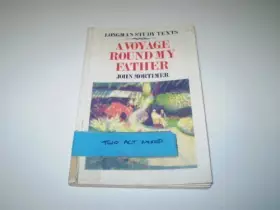 LONGMAN STUDY TEXTS
A VOYAGE
ROUND MY
FATHER
JOHN MORTIMER